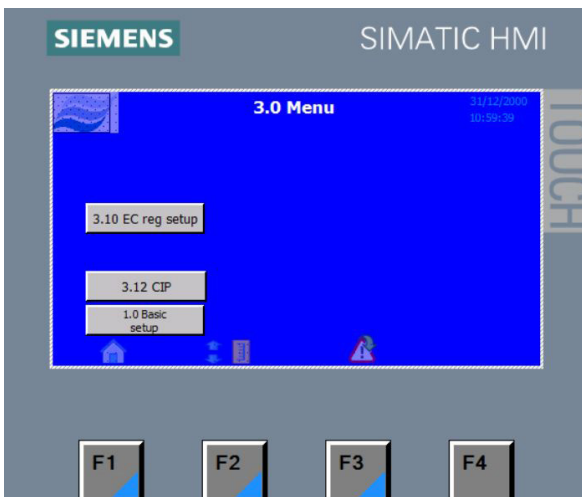 SIEMENS
SIMATIC HMI
TOUCH
3.0 Menu
31/12/2000
10:59:39
3.10 EC reg setup
3.12 CIP
1.0 Basic
setup
F1
F2
F3
F4